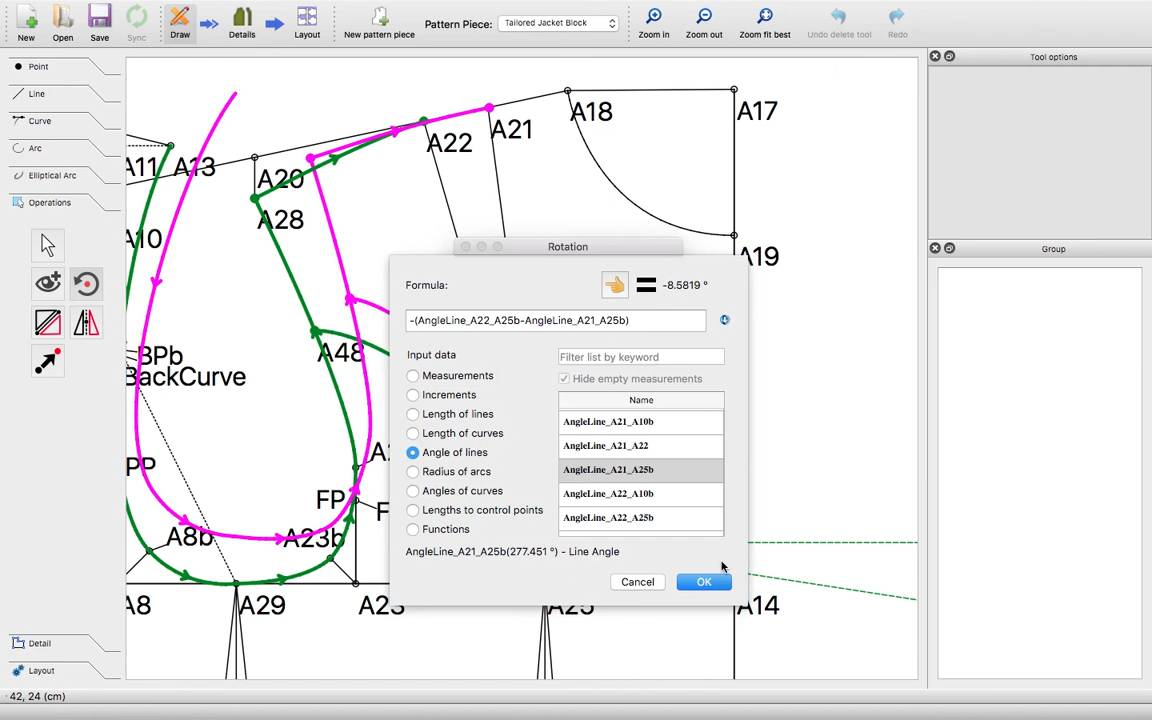 New
Open
Save
Sync
Draw
Details
Layout
New pattern piece
Pattern Piece:
Tailored Jacket Block
Zoom in
Zoom out
Zoom fit best
Undo delete tool
Redo
Point
Line
Curve
Arc
Elliptical Arc
Operations
Detail
Layout
Tool options
Group
A18
A17
A21
A22
A11
A13
A20
A28
A10
A19
A48
BPb
BackCurve
PP
FP
A8b
A23b
A8
A29
A23
A25
A14
Rotation
Formula:
-8.5819 °
-(AngleLine_A22_A25b-AngleLine_A21_A25b)
Input data
Filter list by keyword
Measurements
Hide empty measurements
Increments
Name
Length of lines
AngleLine_A21_A10b
Length of curves
AngleLine_A21_A22
Angle of lines
AngleLine_A21_A25b
Radius of arcs
Angles of curves
AngleLine_A22_A10b
Lengths to control points
AngleLine_A22_A25b
Functions
AngleLine_A21_A25b(277.451 °) - Line Angle
Cancel
OK
42, 24 (cm)